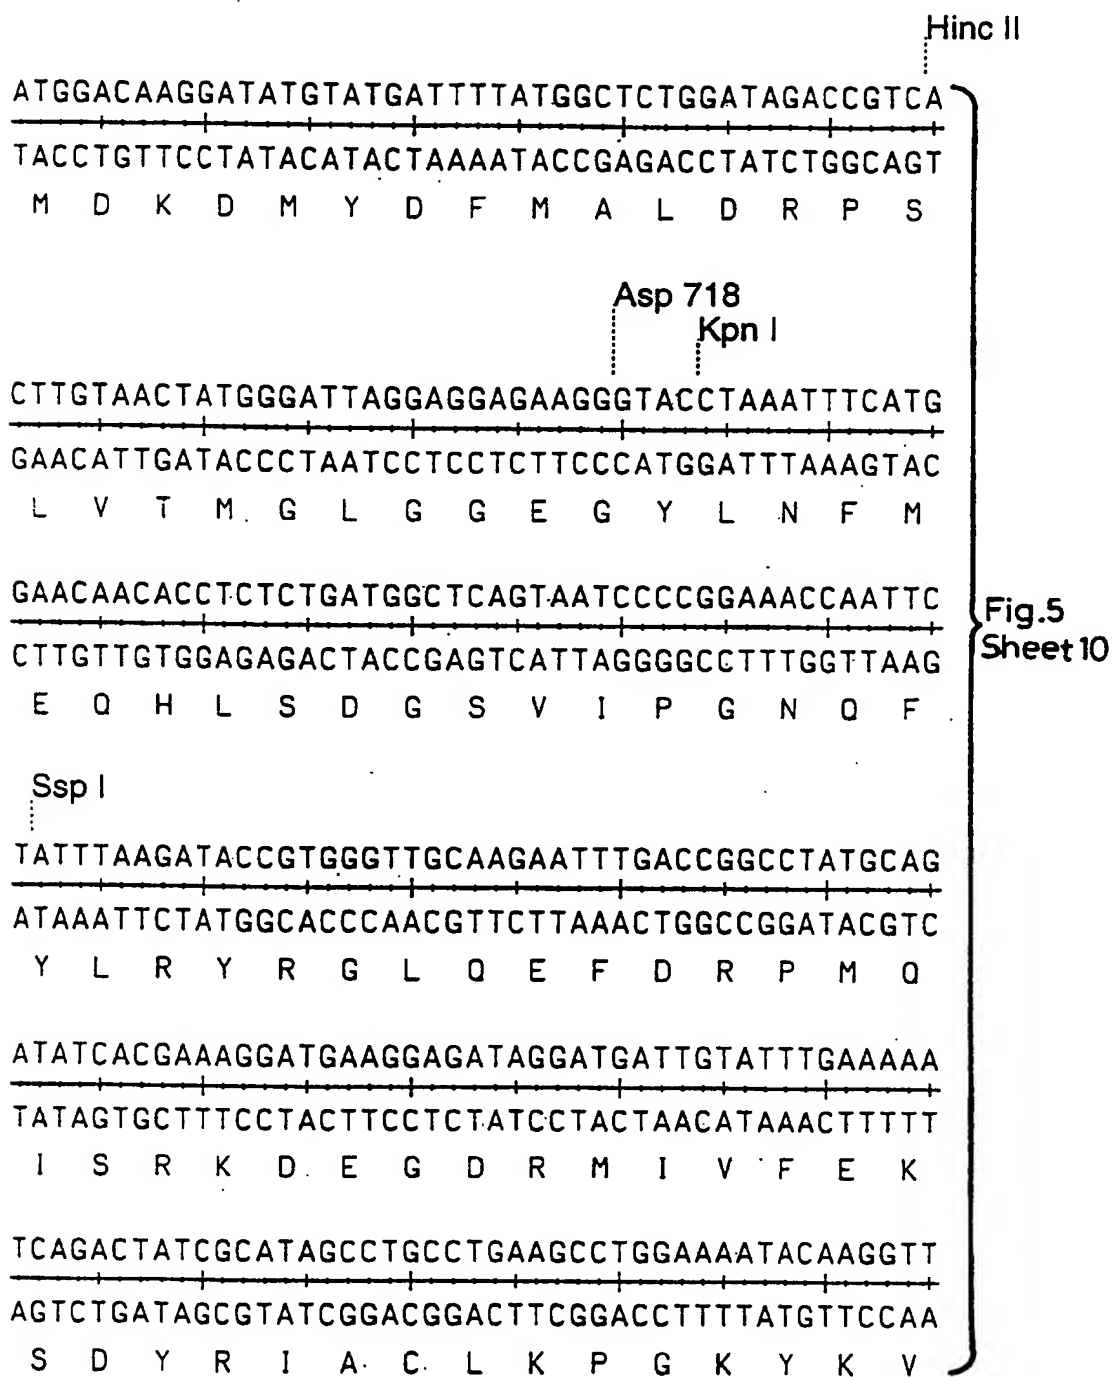 Hinc II
ATGGACAAGGATATGTATGATTTTATGGCTCTGGATAGACCGTCA
TACCTGTTCCTATACATACTAAAATACCGAGACCTATCTGGCAGT
M D K D M Y D F M A L D R P S
Asp 718
Kpn I
CTTGTAACTATGGGATTAGGAGGAGAAGGGTACCTAAATTTCATG
GAACATTGATACCCTAATCCTCCTCTTCCCATGGATTTAAAGTAC
L V T M G L G G E G Y L N F M
GAACAACACCTCTCTGATGGCTCAGTAATCCCCGGAAACCAATTC
CTTGTTGTGGAGAGACTACCGAGTCATTAGGGGCCTTTGGTTAAG
E Q H L S D G S V I P G N Q F
Fig.5
Sheet 10
Ssp I
TATTTAAGATACCGTGGGTTGCAAGAATTTGACCGGCCTATGCAG
ATAAATTCTATGGCACCCAACGTTCTTAAACTGGCCGGATACGTC
Y L R Y R G L Q E F D R P M Q
ATATCACGAAAGGATGAAGGAGATAGGATGATTGTATTTGAAAAA
TATAGTGCTTTCCTACTTCCTCTATCCTACTAACATAAACTTTTT
I S R K D E G D R M I V F E K
TCAGACTATCGCATAGCCTGCCTGAAGCCTGGAAAATACAAGGTT
AGTCTGATAGCGTATCGGACGGACTTCGGACCTTTTATGTTCCAA
S D Y R I A C L K P G K Y K V